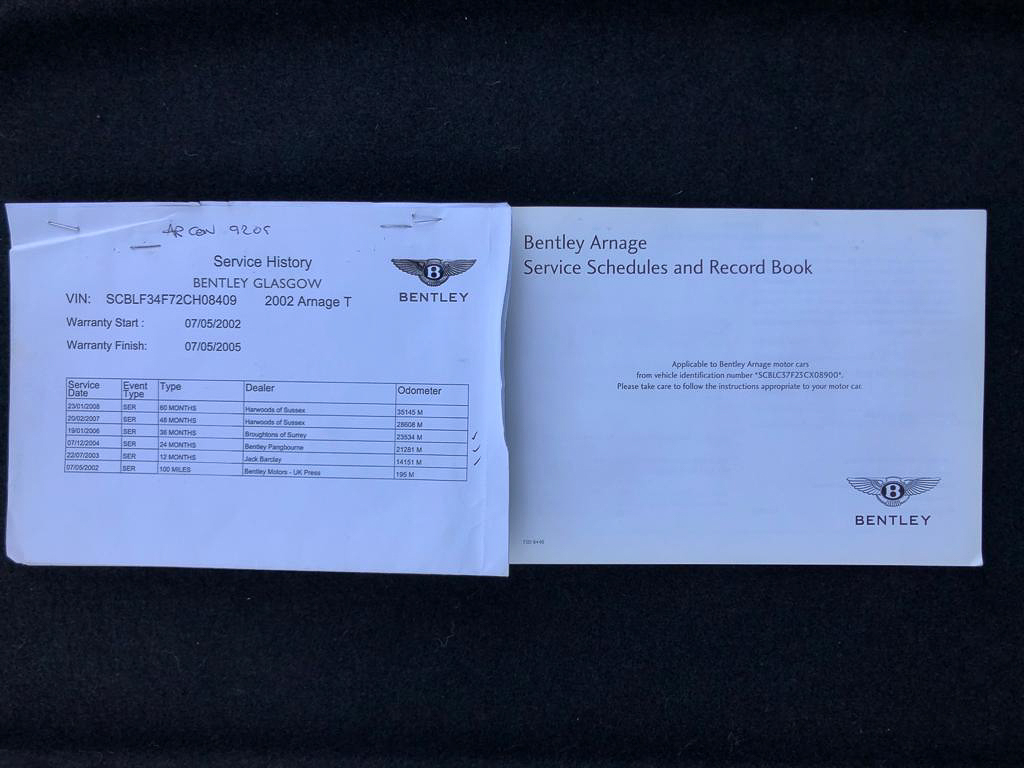 Service History
BENTLEY GLASGOW
VIN: SCBLF34F72CH08409 2002 Arnage T
BENTLEY
Warranty Start : 07/05/2002
Warranty Finish: 07/05/2005
Service Date Event Type Type Dealer Odometer
23/01/2008 SER 60 MONTHS Harwoods of Sussex 35145 M
20/02/2007 SER 48 MONTHS Harwoods of Sussex 28608 M
19/01/2006 SER 36 MONTHS Broughtons of Surrey 23534 M
07/12/2004 SER 24 MONTHS Bentley Pangbourne 21281 M
22/07/2003 SER 12 MONTHS Jack Barclay 14151 M
07/05/2002 SER 100 MILES Bentley Motors - UK Press 195 M
Bentley Arnage
Service Schedules and Record Book
Applicable to Bentley Arnage motor cars
from vehicle identification number *SCBLC37F23CX08900*.
Please take care to follow the instructions appropriate to your motor car.
BENTLEY